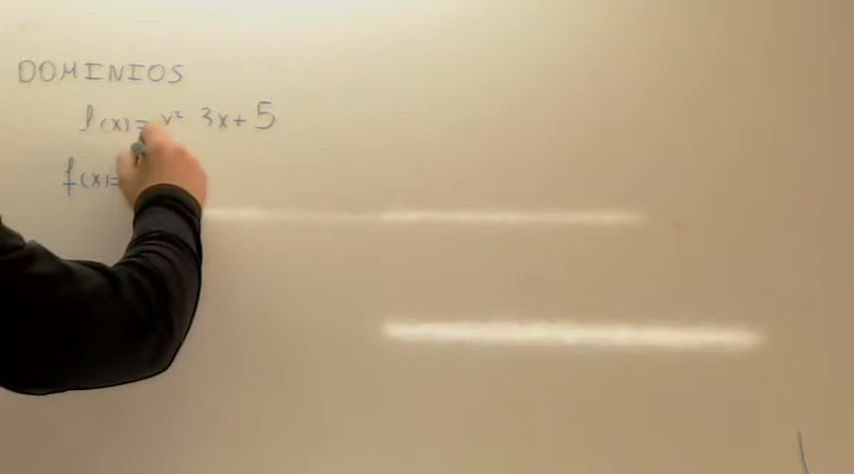 DOMINIOS
f(x)= x² 3x+5
f(x)=